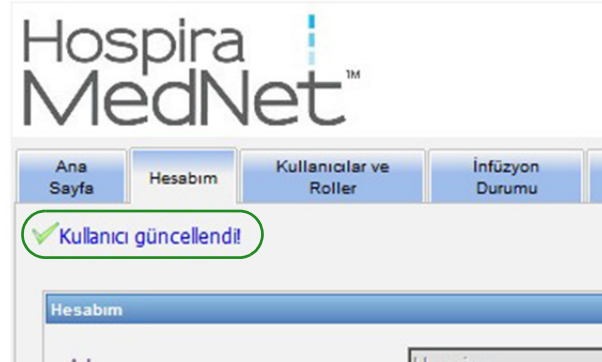 Hospira
MedNet™
Ana
Sayfa
Hesabım
Kullanıcılar ve
Roller
İnfüzyon
Durumu
Kullanıcı güncellendi!
Hesabım